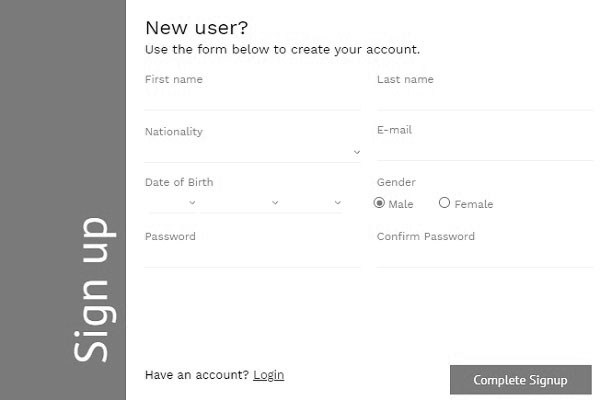 New user?
Use the form below to create your account.
First name
Last name
Nationality
E-mail
Date of Birth
Gender
Male
Female
Password
Confirm Password
Sign up
Have an account? Login
Complete Signup